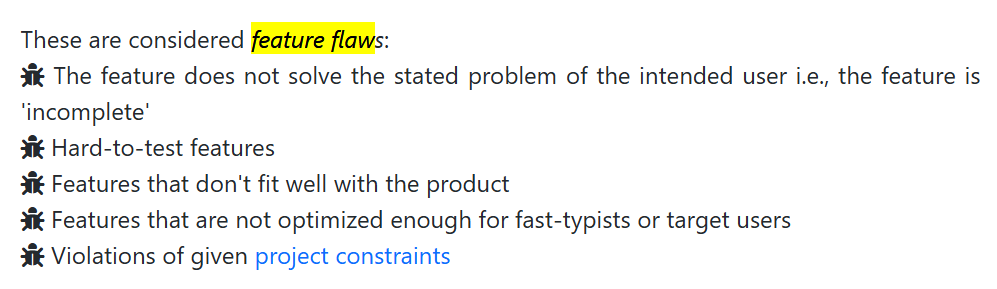 These are considered feature flaws:
The feature does not solve the stated problem of the intended user i.e., the feature is
'incomplete'
Hard-to-test features
Features that don't fit well with the product
Features that are not optimized enough for fast-typists or target users
Violations of given project constraints